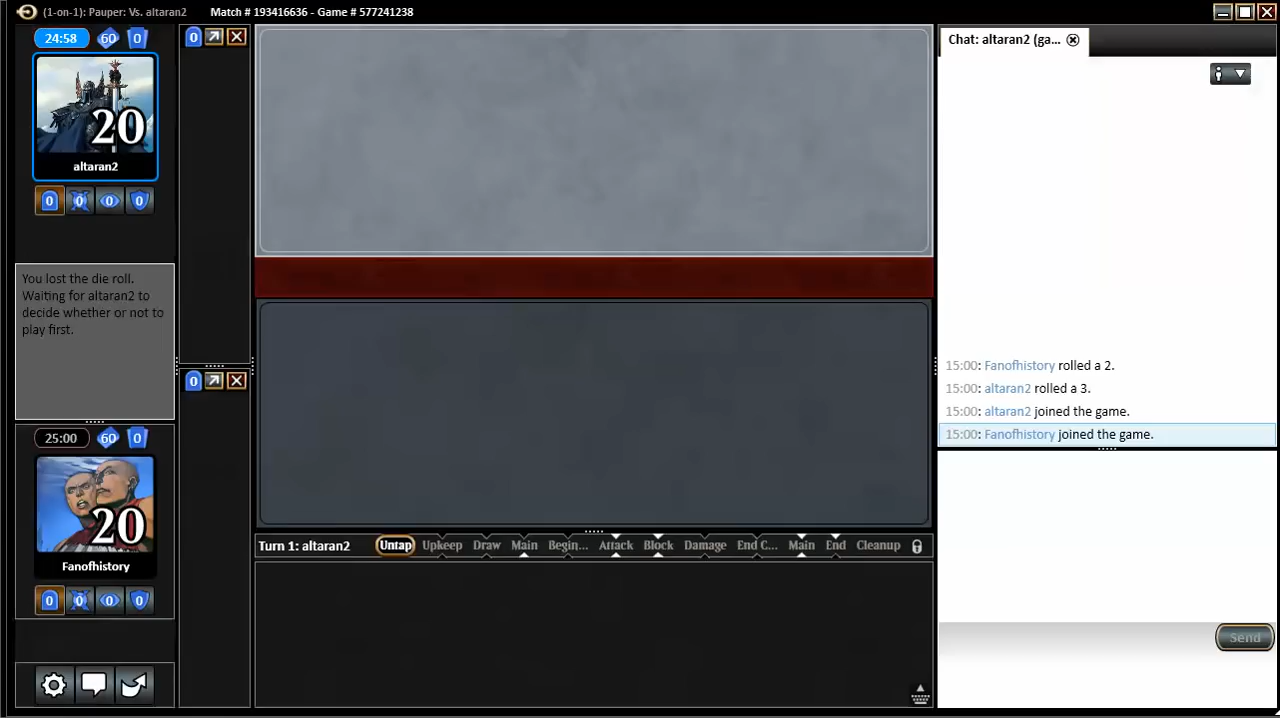 (1-on-1): Pauper: Vs. altaran2
Match # 193416636 - Game # 577241238
24:58
60
0
20
altaran2
0
0
0
0
You lost the die roll.
Waiting for altaran2 to
decide whether or not to
play first.
25:00
60
0
20
Fanofhistory
0
0
0
0
0
0
Turn 1: altaran2
Untap
Upkeep
Draw
Main
Begin...
Attack
Block
Damage
End C...
Main
End
Cleanup
Chat: altaran2 (ga...
15:00: Fanofhistory rolled a 2.
15:00: altaran2 rolled a 3.
15:00: altaran2 joined the game.
15:00: Fanofhistory joined the game.
Send